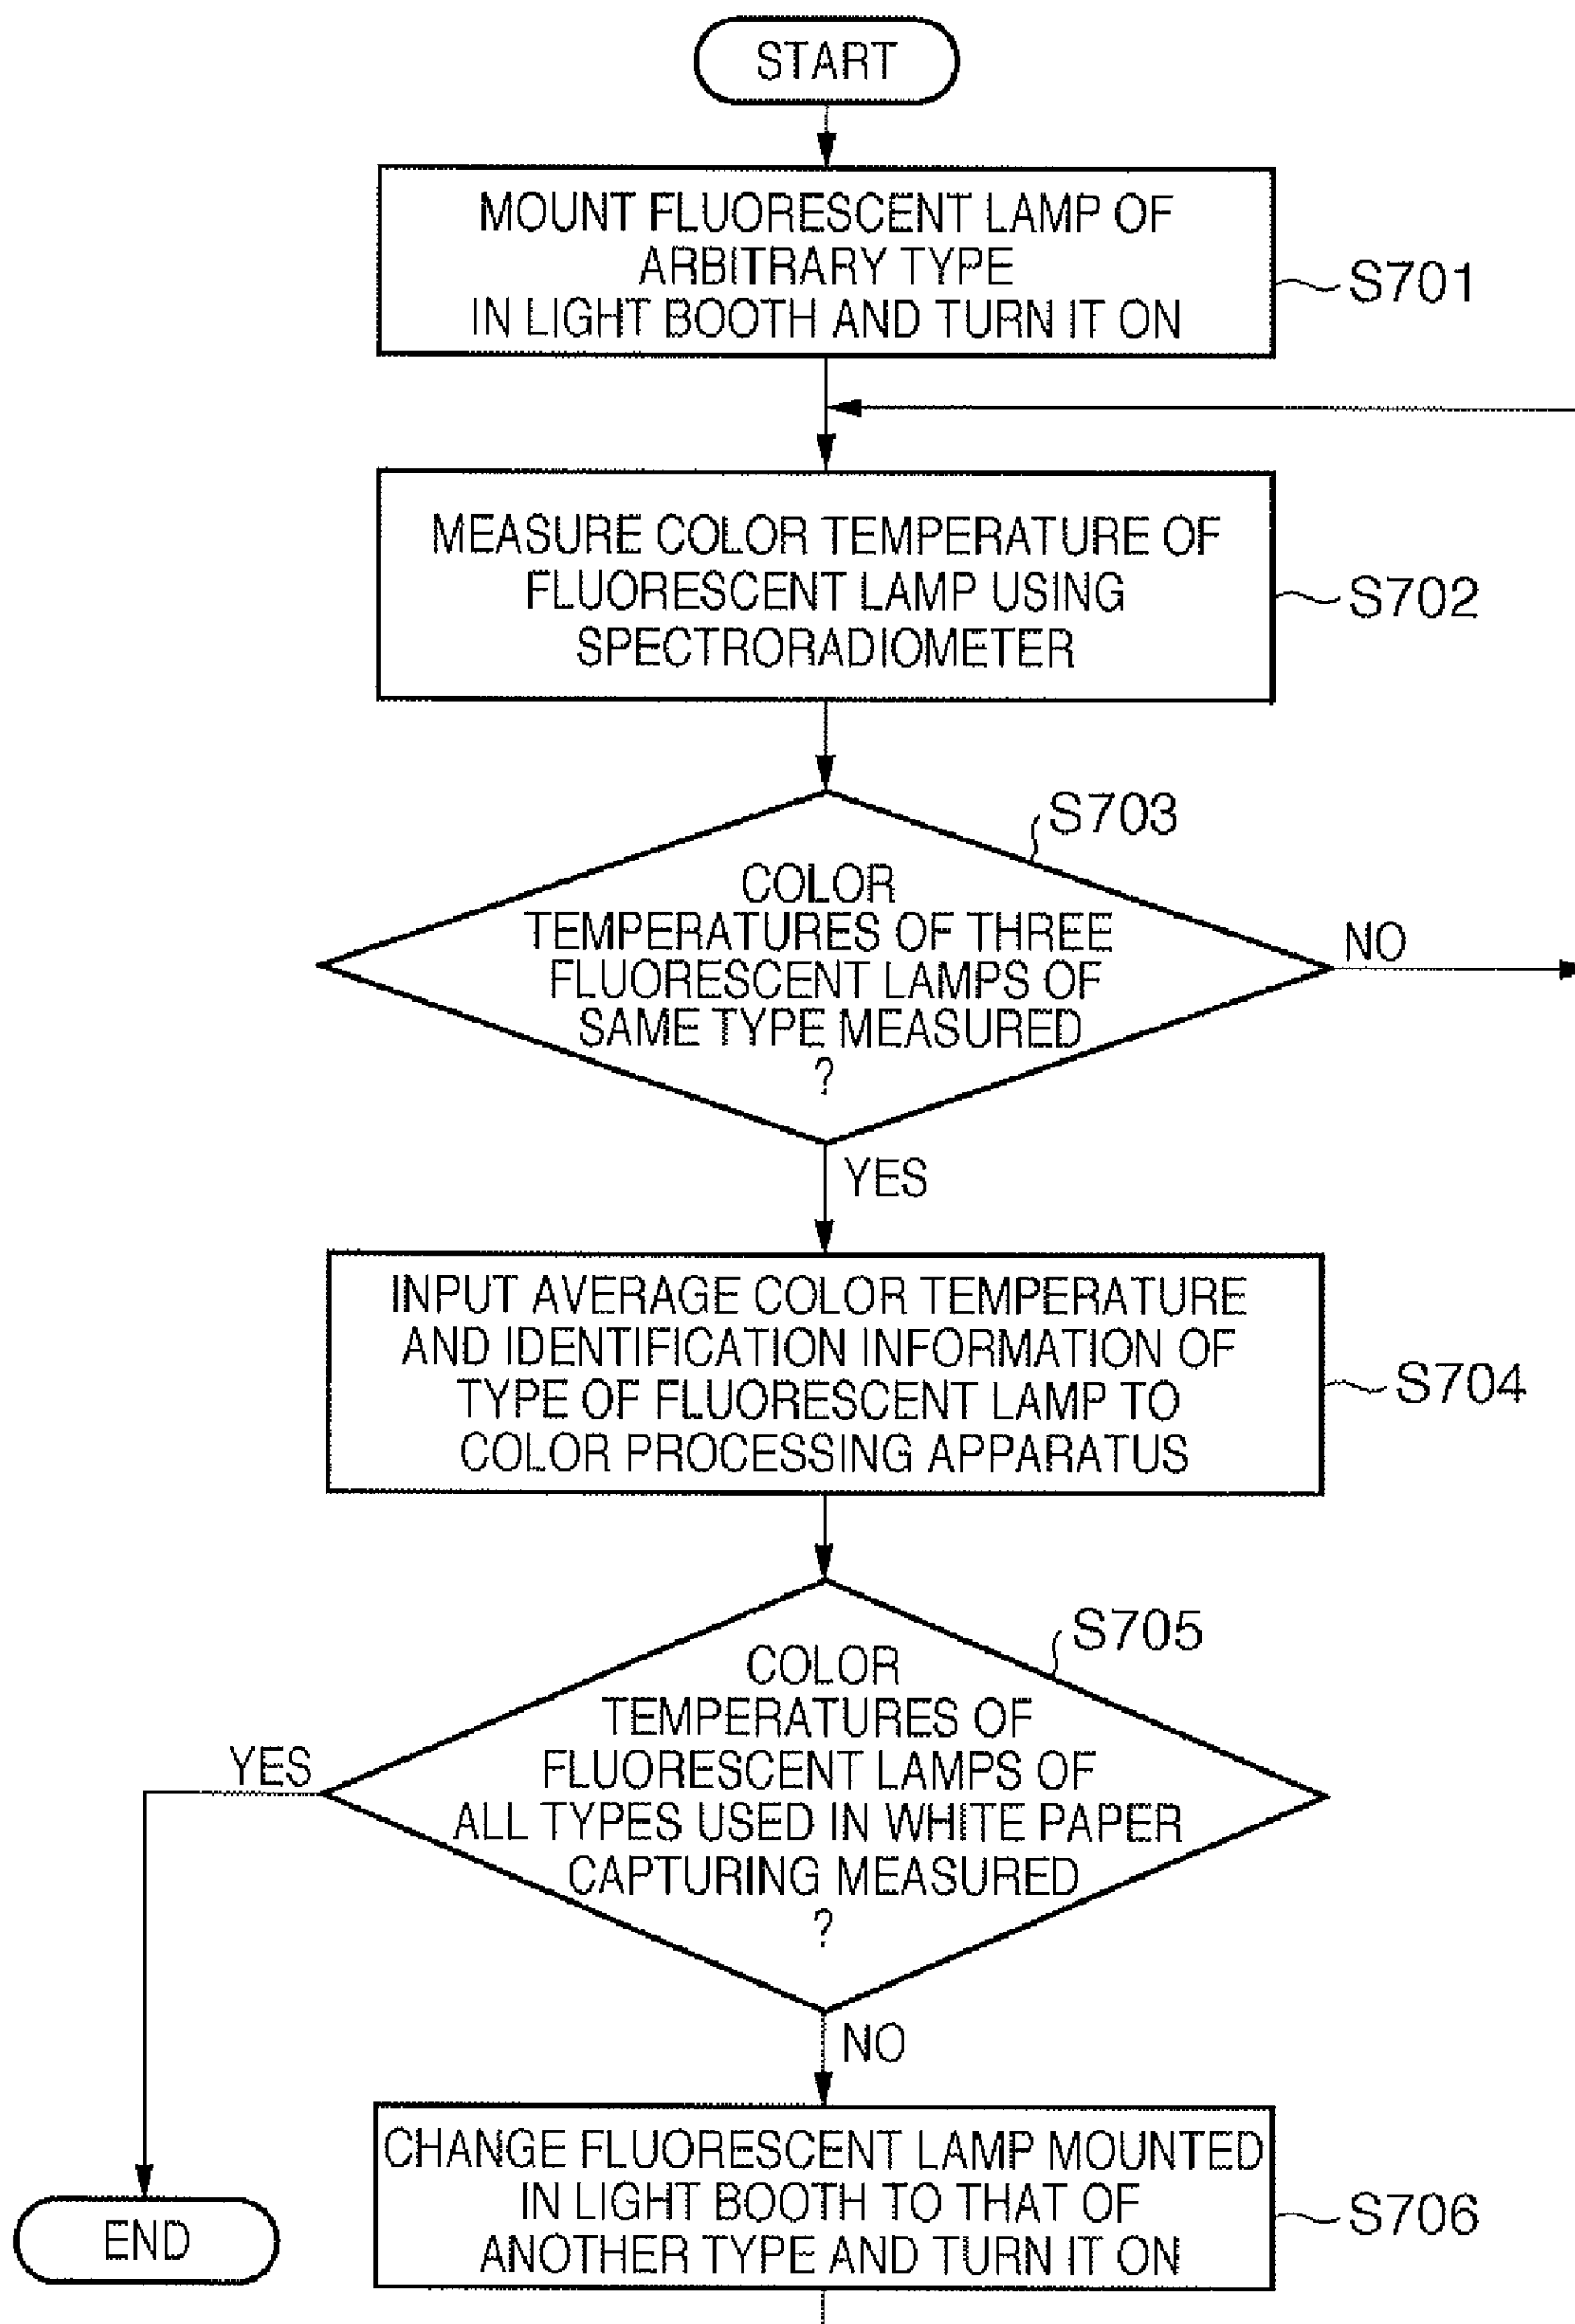 START
MOUNT FLUORESCENT LAMP OF
ARBITRARY TYPE
IN LIGHT BOOTH AND TURN IT ON
S701
MEASURE COLOR TEMPERATURE OF
FLUORESCENT LAMP USING
SPECTRORADIOMETER
S702
S703
COLOR
TEMPERATURES OF THREE
FLUORESCENT LAMPS OF
SAME TYPE MEASURED
?
NO
YES
INPUT AVERAGE COLOR TEMPERATURE
AND IDENTIFICATION INFORMATION OF
TYPE OF FLUORESCENT LAMP TO
COLOR PROCESSING APPARATUS
S704
S705
COLOR
TEMPERATURES OF
FLUORESCENT LAMPS OF
ALL TYPES USED IN WHITE PAPER
CAPTURING MEASURED
?
YES
NO
CHANGE FLUORESCENT LAMP MOUNTED
IN LIGHT BOOTH TO THAT OF
ANOTHER TYPE AND TURN IT ON
S706
END